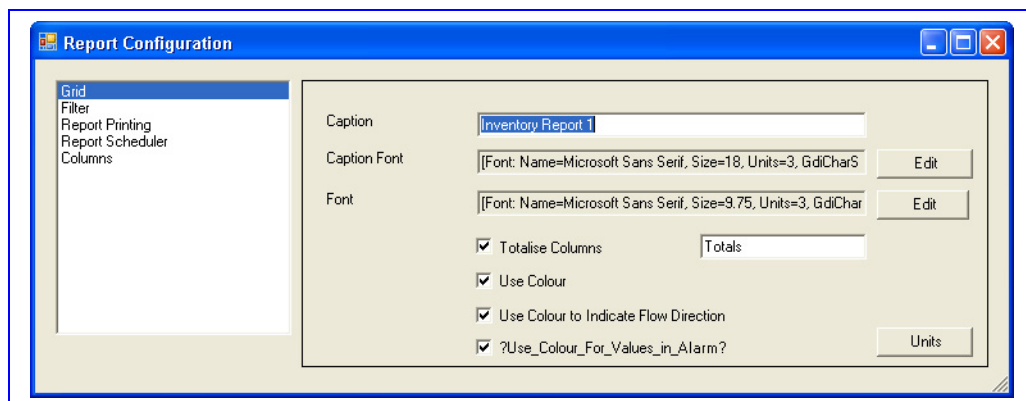 Report Configuration
Grid
Filter
Report Printing
Report Scheduler
Columns
Caption
Inventory Report 1
Caption Font
[Font: Name=Microsoft Sans Serif, Size=18, Units=3, GdiCharS
Edit
Font
[Font: Name=Microsoft Sans Serif, Size=9.75, Units=3, GdiChar
Edit
Totalise Columns
Totals
Use Colour
Use Colour to Indicate Flow Direction
?Use_Colour_For_Values_in_Alarm?
Units